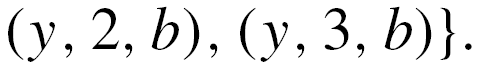 (y, 2, b), (y, 3, b)}.